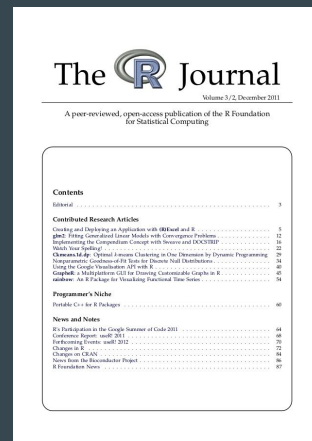 The R Journal
Volume 3/2, December 2011
A peer-reviewed, open-access publication of the R Foundation
for Statistical Computing
Contents
Editorial . . . 3
Contributed Research Articles
Creating and Deploying an Application with (R)Excel and R . . . 5
glm2: Fitting Generalized Linear Models with Convergence Problems . . . 12
Implementing the Compendium Concept with Sweave and DOCSTRIP . . . 16
Watch Your Spelling! . . . 22
Ckmeans.1d.dp: Optimal k-means Clustering in One Dimension by Dynamic Programming 29
Nonparametric Goodness-of-Fit Tests for Discrete Null Distributions . . . 34
Using the Google Visualisation API with R . . . 40
GrapheR: a Multiplatform GUI for Drawing Customizable Graphs in R . . . 45
rainbow: An R Package for Visualizing Functional Time Series . . . 54
Programmer's Niche
Portable C++ for R Packages . . . 60
News and Notes
R's Participation in the Google Summer of Code 2011 . . . 64
Conference Report: useR! 2011 . . . 68
Forthcoming Events: useR! 2012 . . . 70
Changes in R . . . 72
Changes on CRAN . . . 84
News from the Bioconductor Project . . . 86
R Foundation News . . . 87